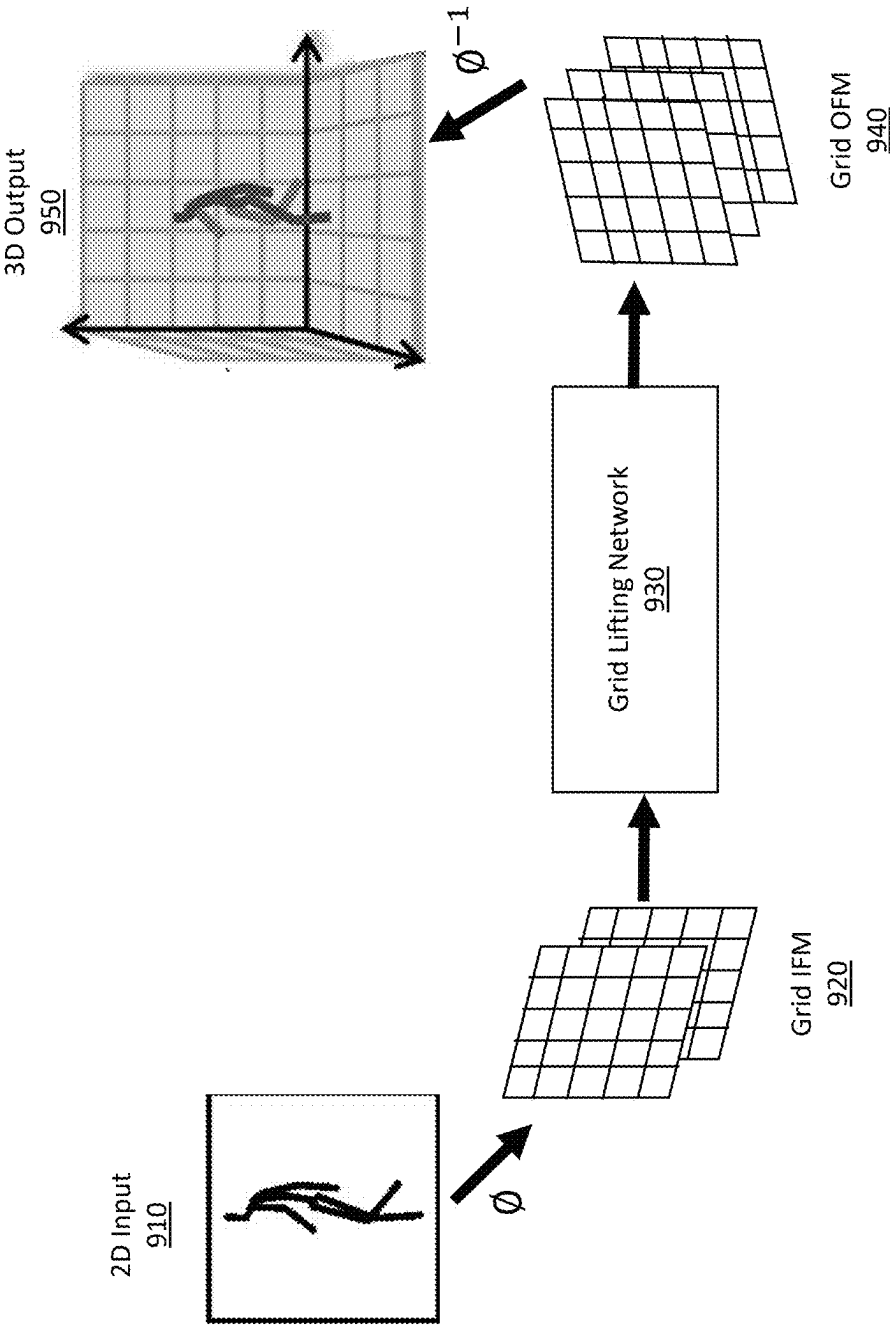 2D Input
910
Ø
Grid IFM
920
Grid Lifting Network
930
Grid OFM
940
Ø⁻¹
3D Output
950